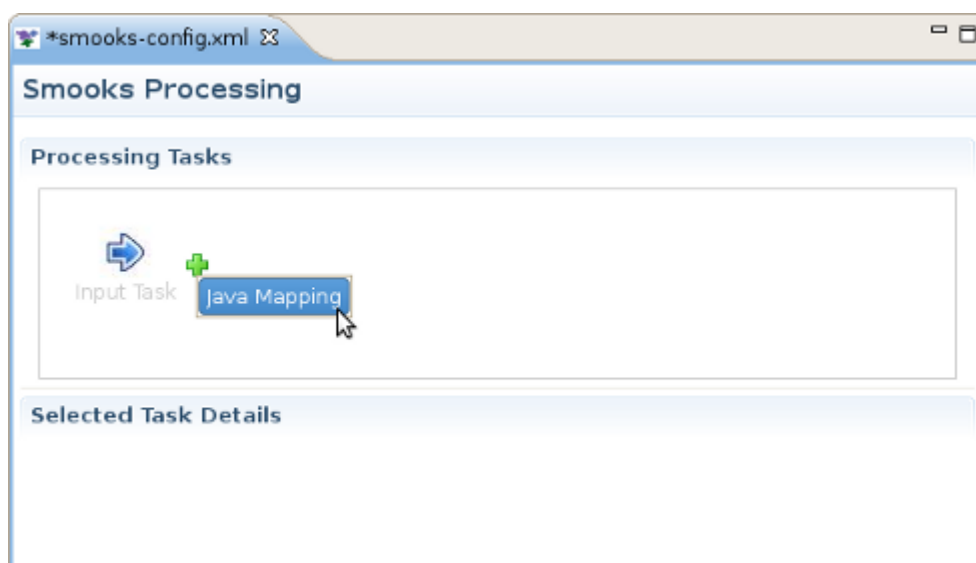 *smooks-config.xml
Smooks Processing
Processing Tasks
Input Task
Java Mapping
Selected Task Details